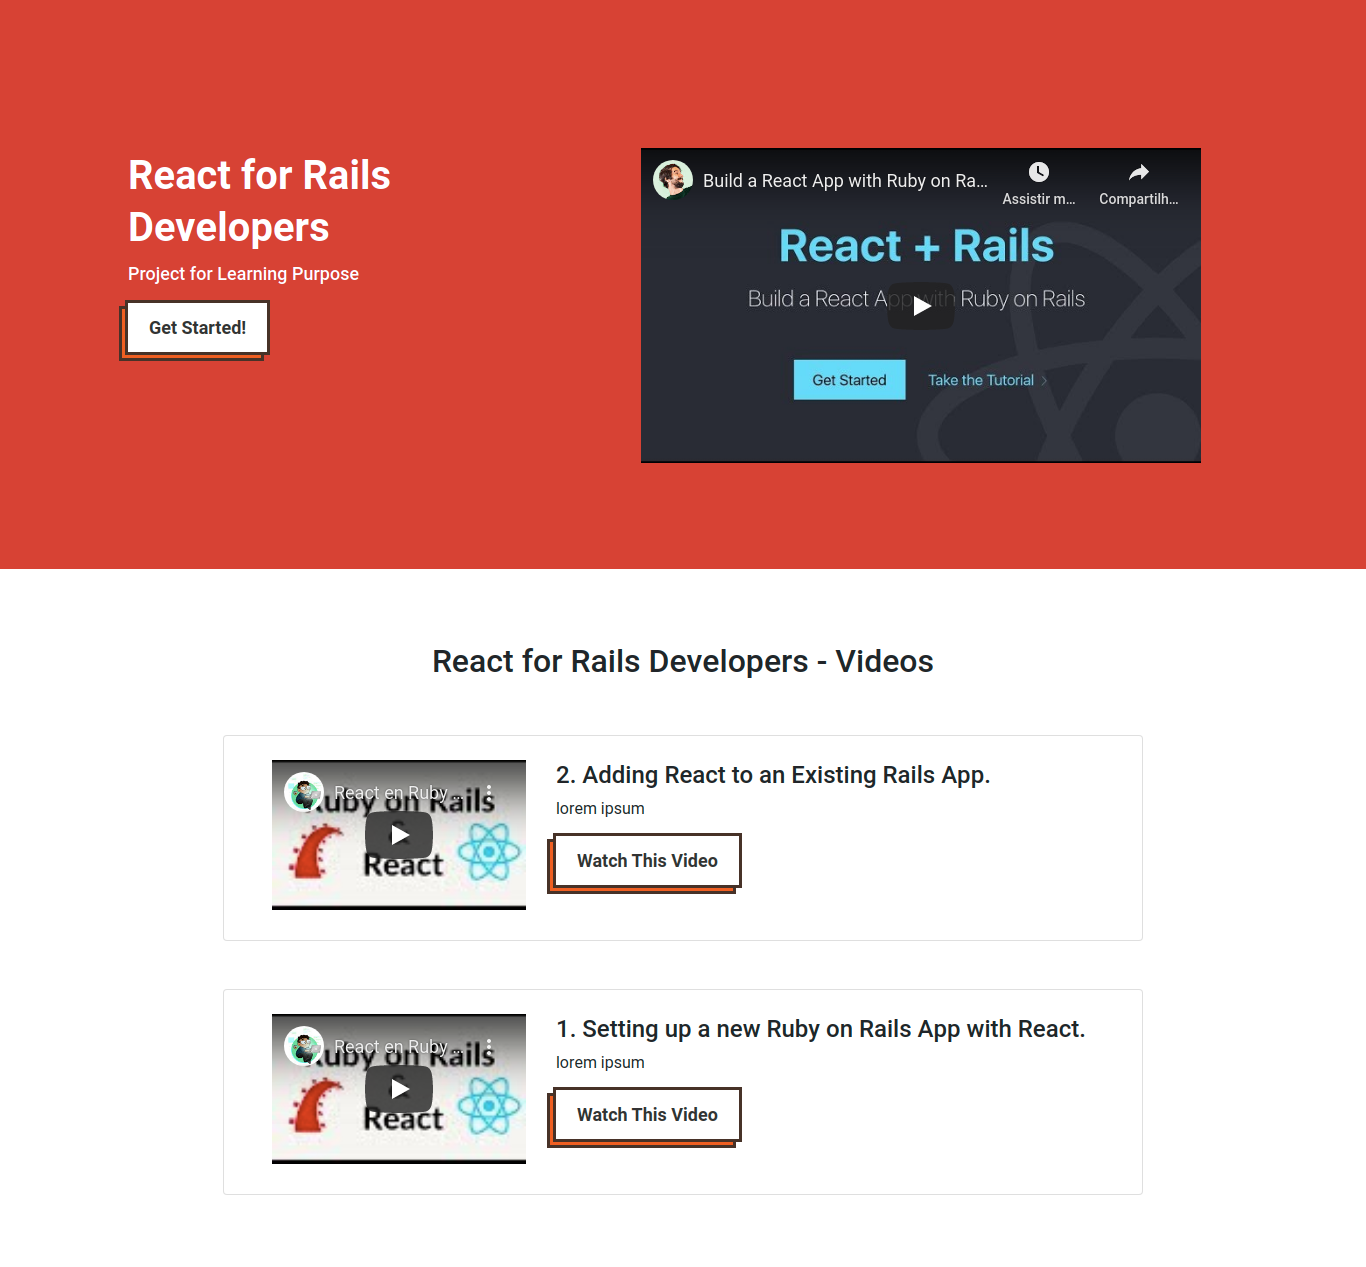 React for Rails
Developers
Project for Learning Purpose
Get Started!
Build a React App with Ruby on Ra...
Assistir m...
Compartilh...
React + Rails
Build a React App with Ruby on Rails
Get Started
Take the Tutorial
React for Rails Developers - Videos
React en Ruby ...
Ruby on Rails
&
React
2. Adding React to an Existing Rails App.
lorem ipsum
Watch This Video
React en Ruby ...
Ruby on Rails
&
React
1. Setting up a new Ruby on Rails App with React.
lorem ipsum
Watch This Video